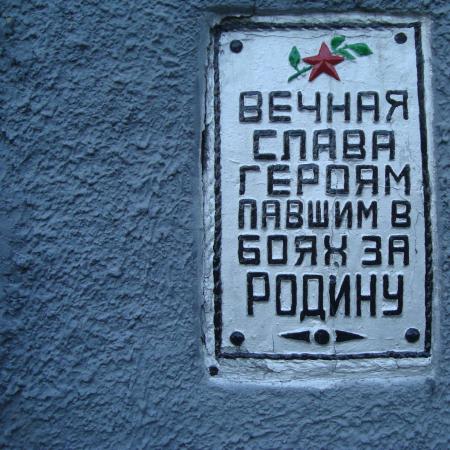 ВЕЧНАЯ
СЛАВА
ГЕРОЯМ
ПАВШИМ В
БОЯХ ЗА
РОДИНУ